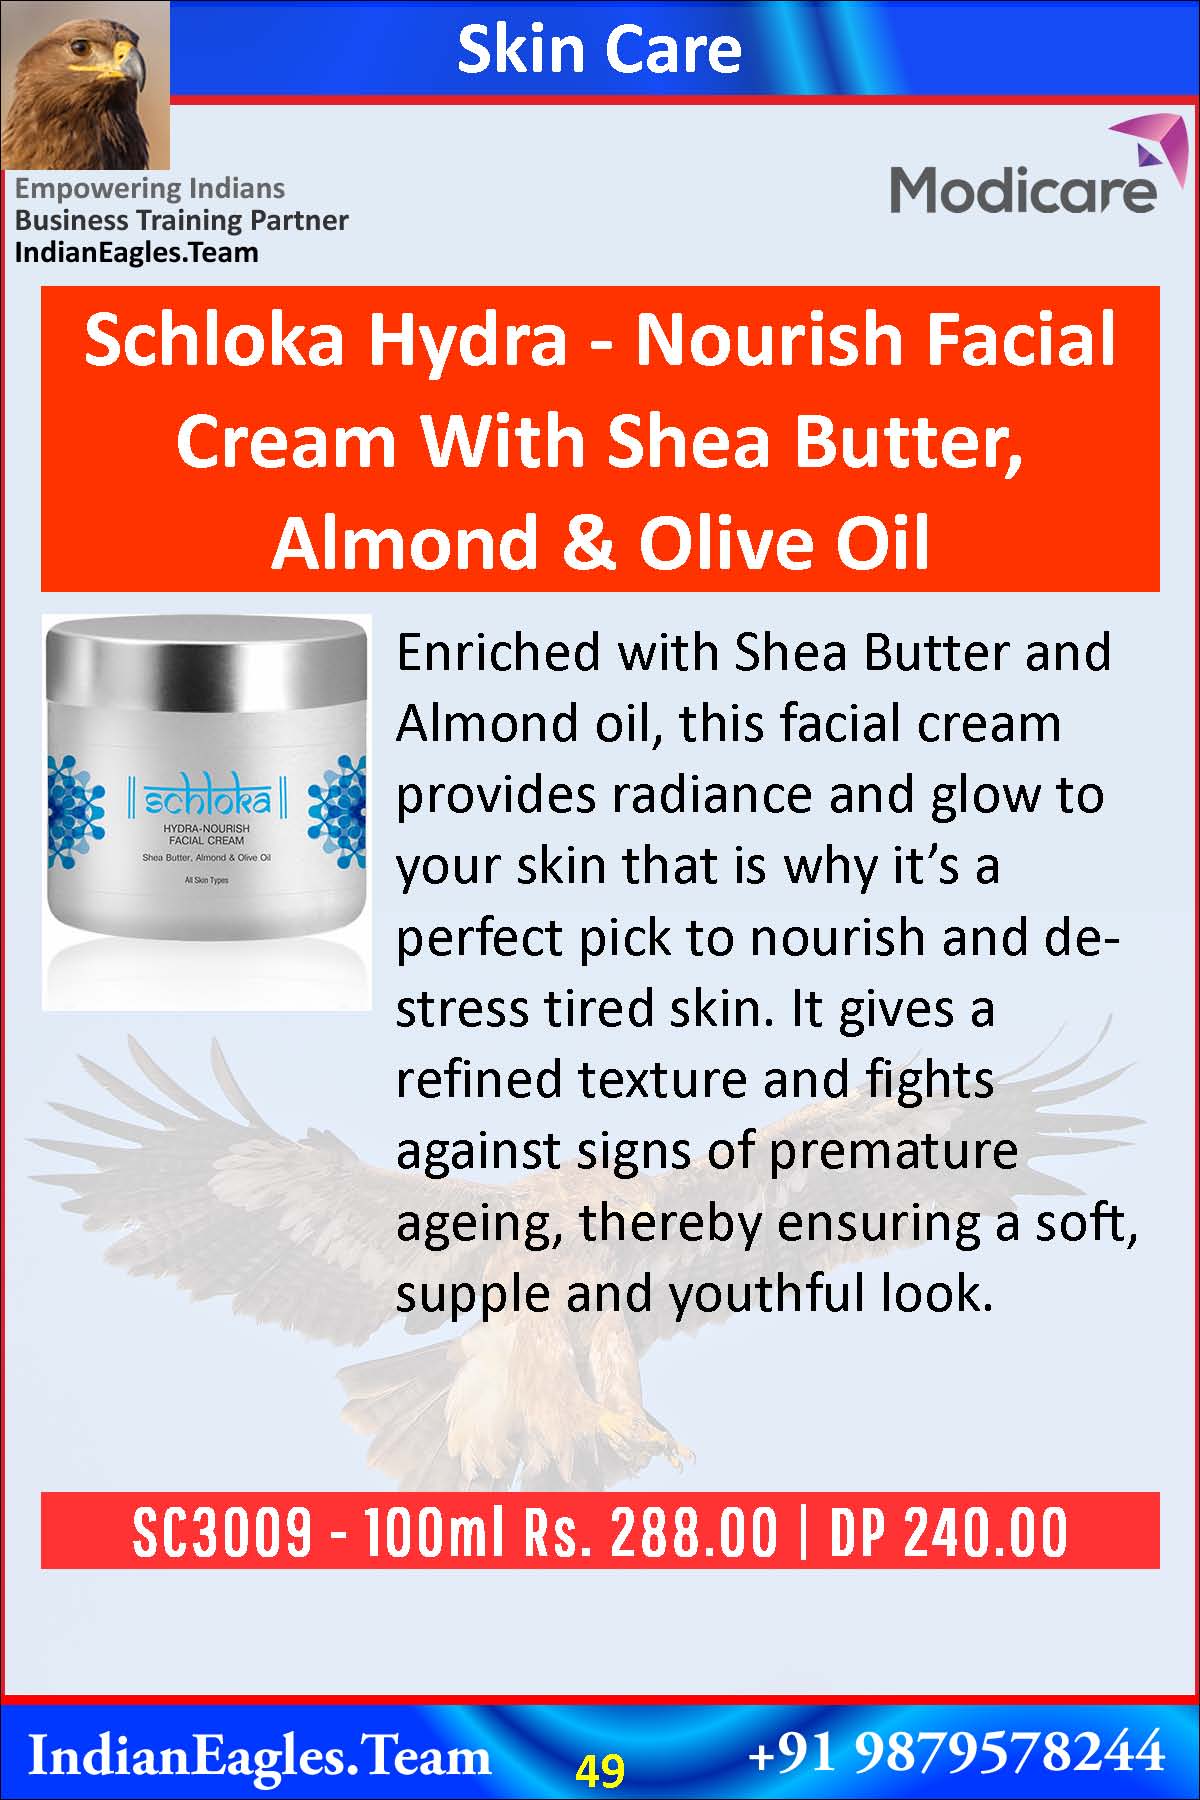 Skin Care
Empowering Indians
Business Training Partner
IndianEagles.Team
Modicare
Schloka Hydra - Nourish Facial
Cream With Shea Butter,
Almond & Olive Oil
|| schloka ||
HYDRA-NOURISH
FACIAL CREAM
Shea Butter, Almond & Olive Oil
All Skin Types
Enriched with Shea Butter and
Almond oil, this facial cream
provides radiance and glow to
your skin that is why it’s a
perfect pick to nourish and de-
stress tired skin. It gives a
refined texture and fights
against signs of premature
ageing, thereby ensuring a soft,
supple and youthful look.
SC3009 - 100ml Rs. 288.00 | DP 240.00
IndianEagles.Team
49
+91 9879578244